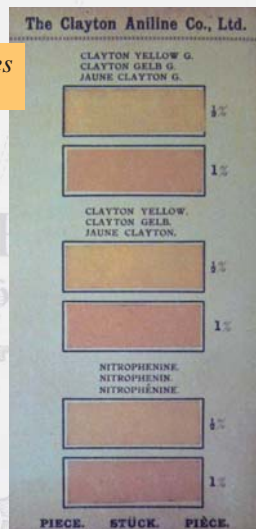 The Clayton Aniline Co., Ltd.
es
CLAYTON YELLOW G.
CLAYTON GELB G.
JAUNE CLAYTON G.
½%
1%
CLAYTON YELLOW.
CLAYTON GELB.
JAUNE CLAYTON.
½%
1%
NITROPHENINE.
NITROPHENIN.
NITROPHÉNINE.
½%
1%
PIECE. STÜCK. PIÈCE.